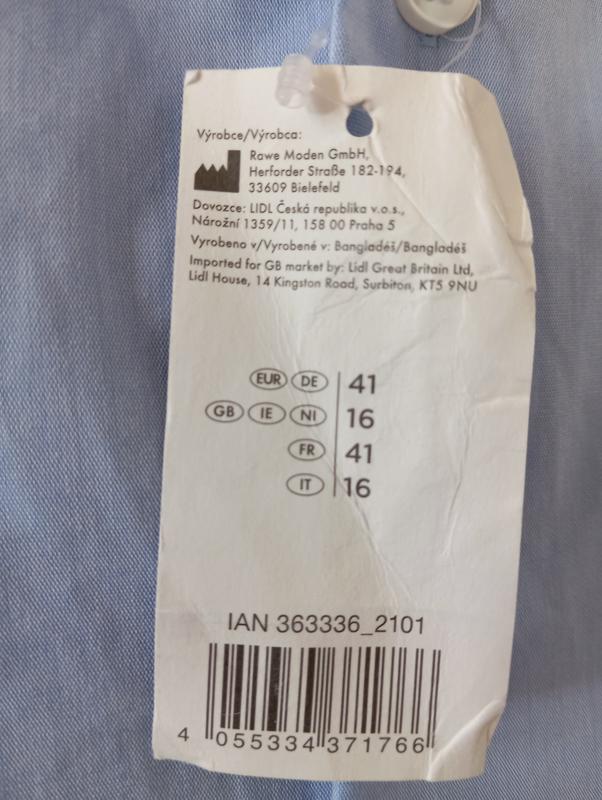 Výrobce/Výrobca:
Rawe Moden GmbH,
Herforder Straße 182-194,
33609 Bielefeld
Dovozce: LIDL Česká republika v.o.s.,
Nárožní 1359/11, 158 00 Praha 5
Vyrobeno v/Vyrobené v: Bangladéš/Bangladéš
Imported for GB market by: Lidl Great Britain Ltd,
Lidl House, 14 Kingston Road, Surbiton, KT5 9NU
EUR DE 41
GB IE NI 16
FR 41
IT 16
IAN 363336_2101
4 055334 371766